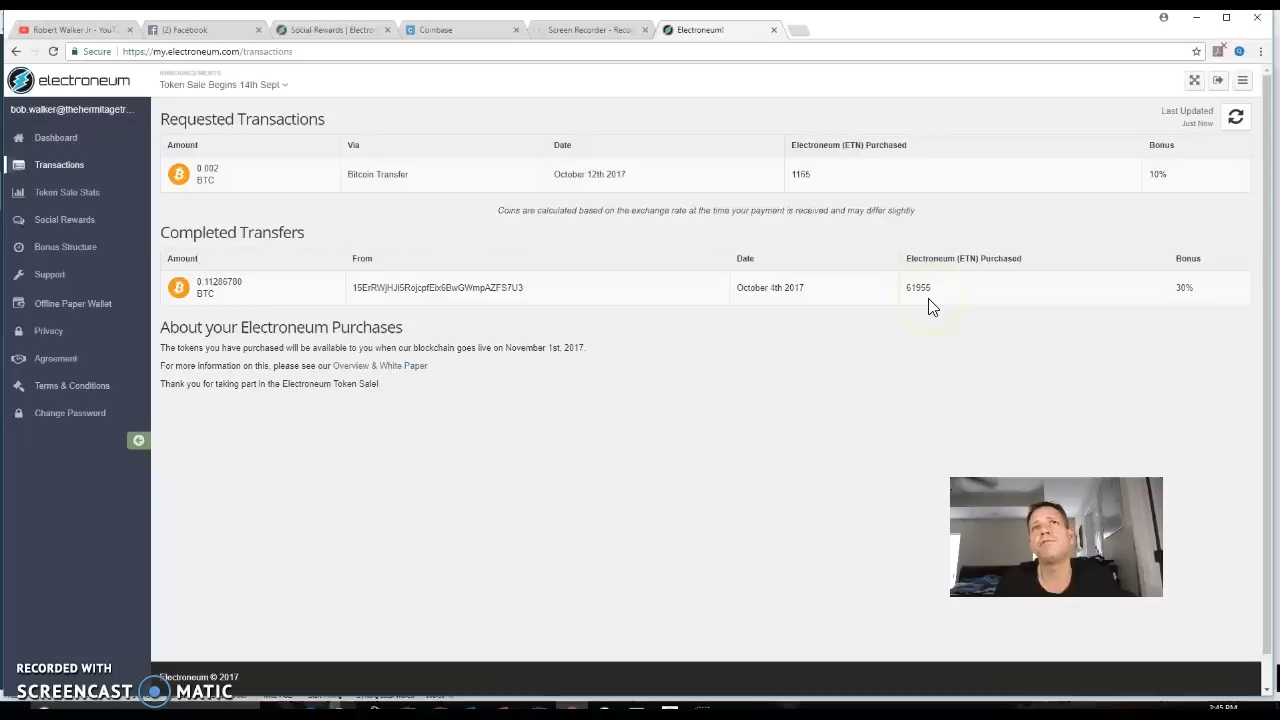 Robert Walker Jr - YouT
(2) Facebook
Social Rewards | Electro
Coinbase
Screen Recorder - Reco
Electroneum!
Secure
https://my.electroneum.com/transactions
electroneum
ANNOUNCEMENTS
Token Sale Begins 14th Sept
bob.walker@thehermitagetr...
Dashboard
Transactions
Token Sale Stats
Social Rewards
Bonus Structure
Support
Offline Paper Wallet
Privacy
Agreement
Terms & Conditions
Change Password
Requested Transactions
Last Updated
Just Now
Amount Via Date Electroneum (ETN) Purchased Bonus
0.002
BTC
Bitcoin Transfer October 12th 2017 1165 10%
Coins are calculated based on the exchange rate at the time your payment is received and may differ slightly
Completed Transfers
Amount From Date Electroneum (ETN) Purchased Bonus
0.11286780
BTC
15ErRWjHJi5RojcpfEix6BwGWmpAZFS7U3 October 4th 2017 61955 30%
About your Electroneum Purchases
The tokens you have purchased will be available to you when our blockchain goes live on November 1st, 2017.
For more information on this, please see our Overview & White Paper
Thank you for taking part in the Electroneum Token Sale!
Electroneum © 2017
RECORDED WITH
SCREENCAST MATIC
3:45 PM